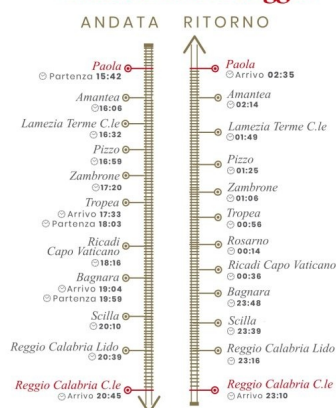 ANDATA RITORNO
Paola
Partenza 15:42
Amantea
16:06
Lamezia Terme C.le
16:32
Pizzo
16:59
Zambrone
17:20
Tropea
Arrivo 17:33
Partenza 18:03
Ricadi
Capo Vaticano
18:16
Bagnara
Arrivo 19:04
Partenza 19:59
Scilla
20:10
Reggio Calabria Lido
20:39
Reggio Calabria C.le
Arrivo 20:45
Paola
Arrivo 02:35
Amantea
02:14
Lamezia Terme C.le
01:49
Pizzo
01:25
Zambrone
01:06
Tropea
00:56
Rosarno
00:14
Ricadi Capo Vaticano
00:36
Bagnara
23:48
Scilla
23:39
Reggio Calabria Lido
23:16
Reggio Calabria C.le
Arrivo 23:10